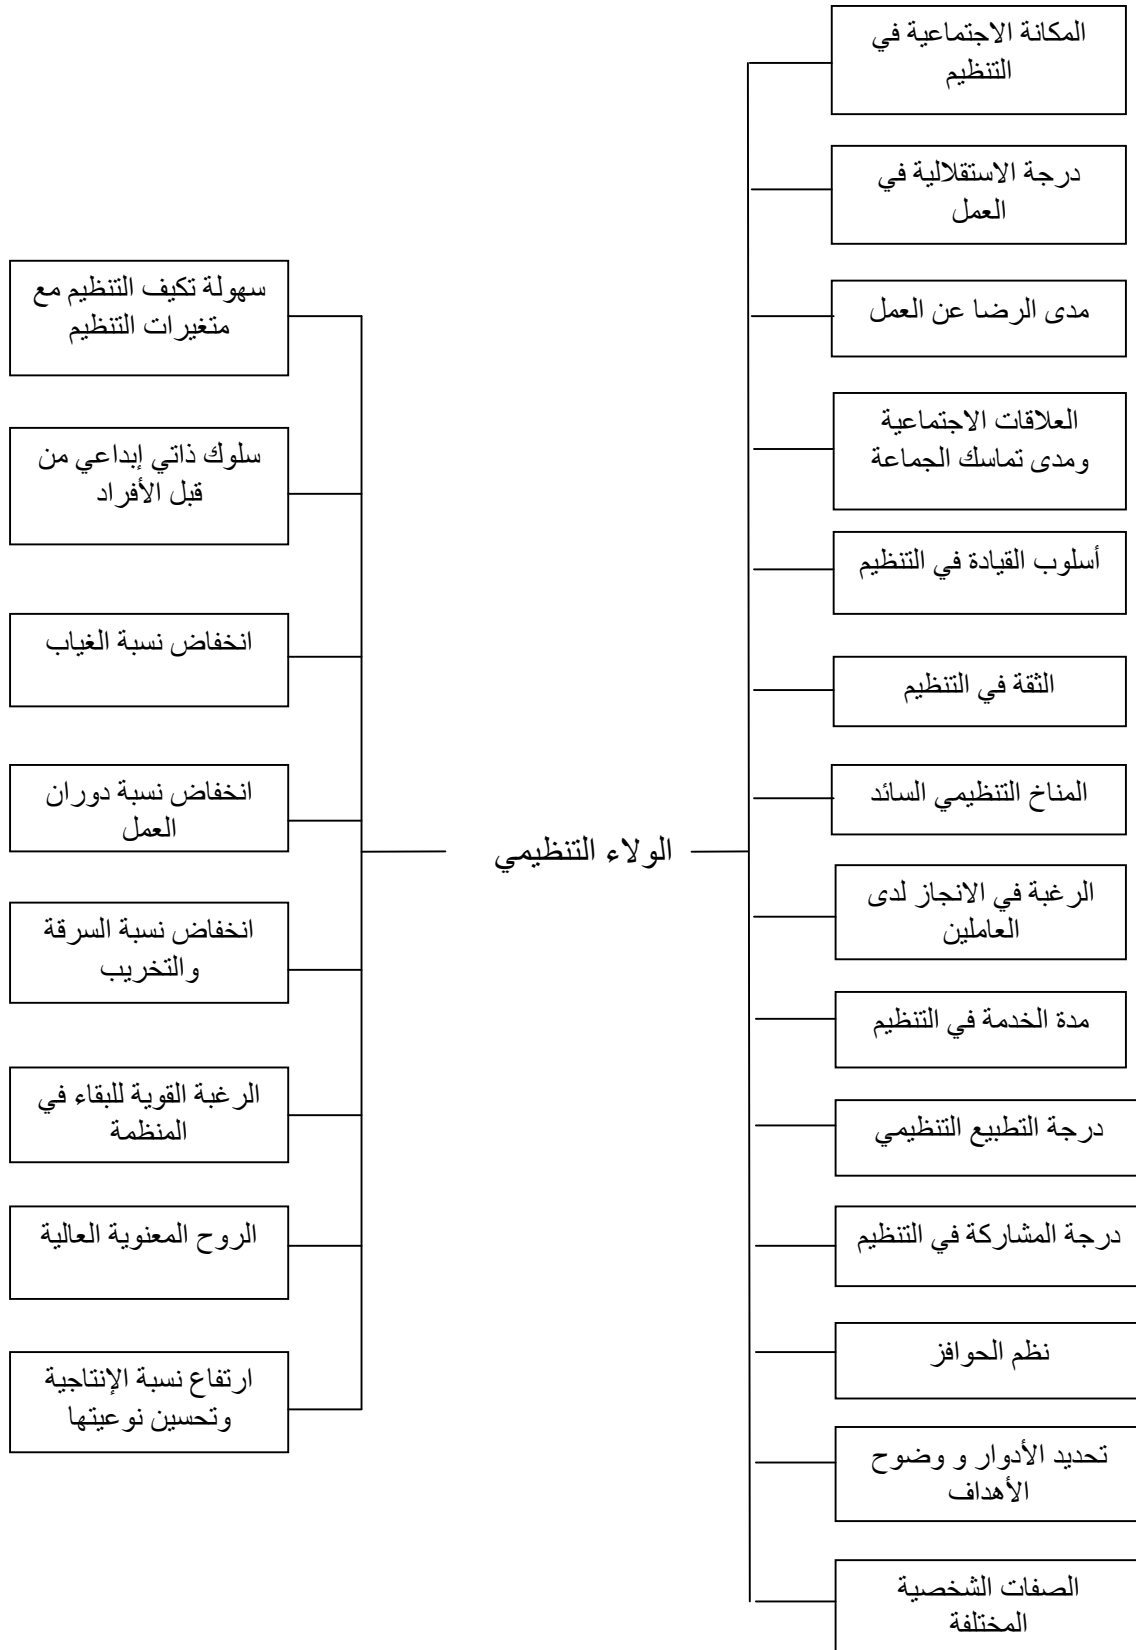 المكانة الاجتماعية في
التنظيم
درجة الاستقلالية في
العمل
مدى الرضا عن العمل
العلاقات الاجتماعية
ومدى تماسك الجماعة
أسلوب القيادة في التنظيم
الثقة في التنظيم
المناخ التنظيمي السائد
الرغبة في الانجاز لدى
العاملين
مدة الخدمة في التنظيم
درجة التطبيع التنظيمي
درجة المشاركة في التنظيم
نظم الحوافز
تحديد الأدوار و وضوح
الأهداف
الصفات الشخصية
المختلفة
الولاء التنظيمي
سهولة تكيف التنظيم مع
متغيرات التنظيم
سلوك ذاتي إبداعي من
قبل الأفراد
انخفاض نسبة الغياب
انخفاض نسبة دوران
العمل
انخفاض نسبة السرقة
والتخريب
الرغبة القوية للبقاء في
المنظمة
الروح المعنوية العالية
ارتفاع نسبة الإنتاجية
وتحسين نوعيتها